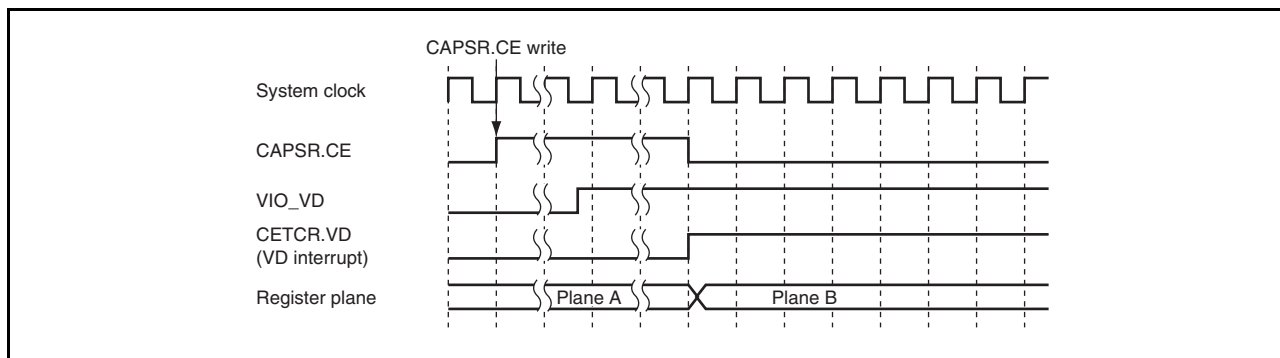 CAPSR.CE write
System clock
CAPSR.CE
VIO_VD
CETCR.VD
(VD interrupt)
Register plane
Plane A
Plane B